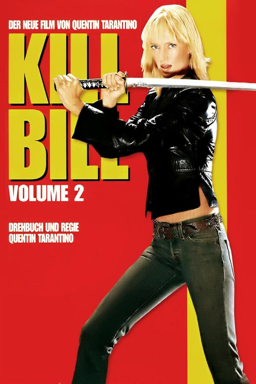 DER NEUE FILM VON QUENTIN TARANTINO
KILL
BILL
VOLUME 2
DREHBUCH UND REGIE
QUENTIN TARANTINO